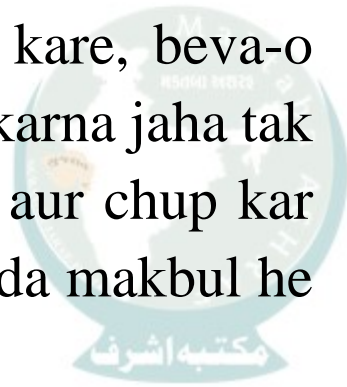 kare, beva-o
karna jaha tak
aur chup kar
da makbul he
مکتبہ اشرف